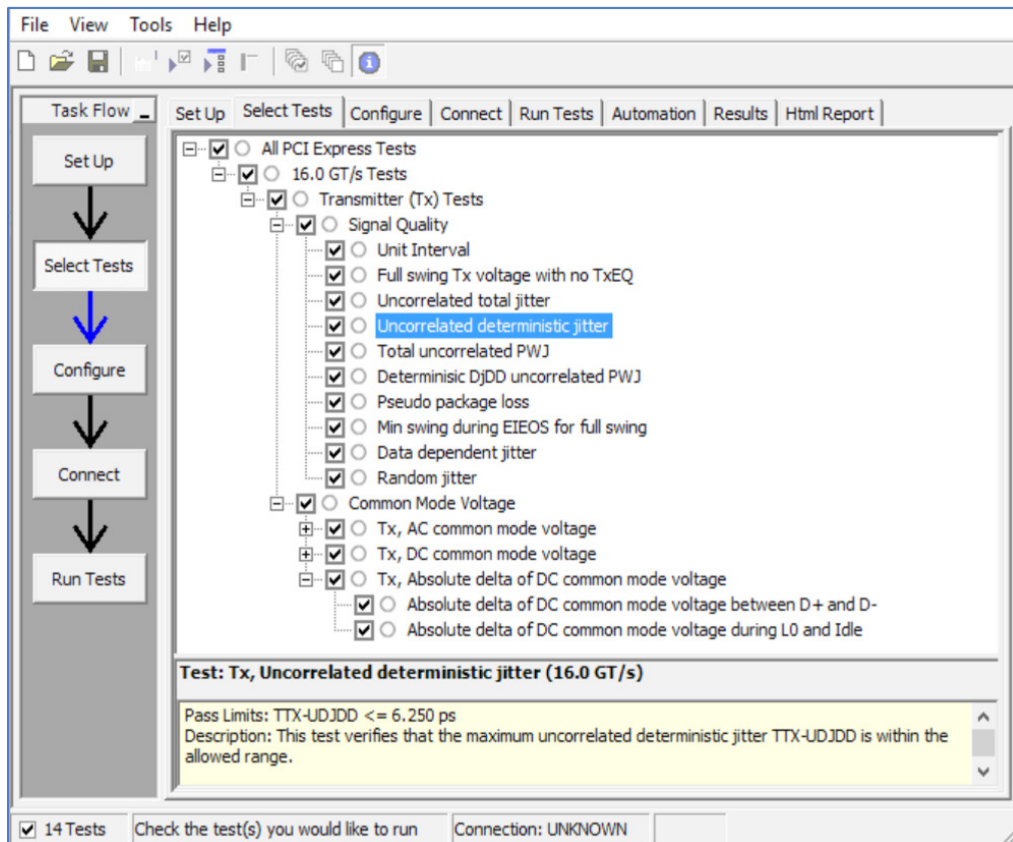 File View Tools Help
Task Flow
Set Up
Select Tests
Configure
Connect
Run Tests
Set Up Select Tests Configure Connect Run Tests Automation Results Html Report
All PCI Express Tests
16.0 GT/s Tests
Transmitter (Tx) Tests
Signal Quality
Unit Interval
Full swing Tx voltage with no TxEQ
Uncorrelated total jitter
Uncorrelated deterministic jitter
Total uncorrelated PWJ
Determinisic DjDD uncorrelated PWJ
Pseudo package loss
Min swing during EIEOS for full swing
Data dependent jitter
Random jitter
Common Mode Voltage
Tx, AC common mode voltage
Tx, DC common mode voltage
Tx, Absolute delta of DC common mode voltage
Absolute delta of DC common mode voltage between D+ and D-
Absolute delta of DC common mode voltage during L0 and Idle
Test: Tx, Uncorrelated deterministic jitter (16.0 GT/s)
Pass Limits: TTX-UDJDD <= 6.250 ps
Description: This test verifies that the maximum uncorrelated deterministic jitter TTX-UDJDD is within the
allowed range.
14 Tests Check the test(s) you would like to run Connection: UNKNOWN